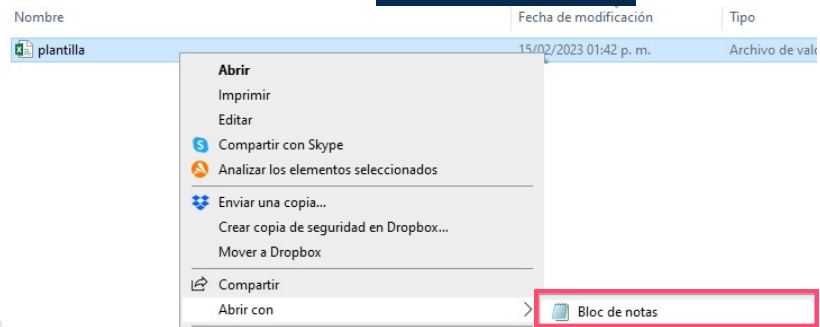 Nombre Fecha de modificación Tipo
plantilla 15/02/2023 01:42 p. m. Archivo de
Abrir
Imprimir
Editar
Compartir con Skype
Analizar los elementos seleccionados
Enviar una copia...
Crear copia de seguridad en Dropbox...
Mover a Dropbox
Compartir
Abrir con
Bloc de notas